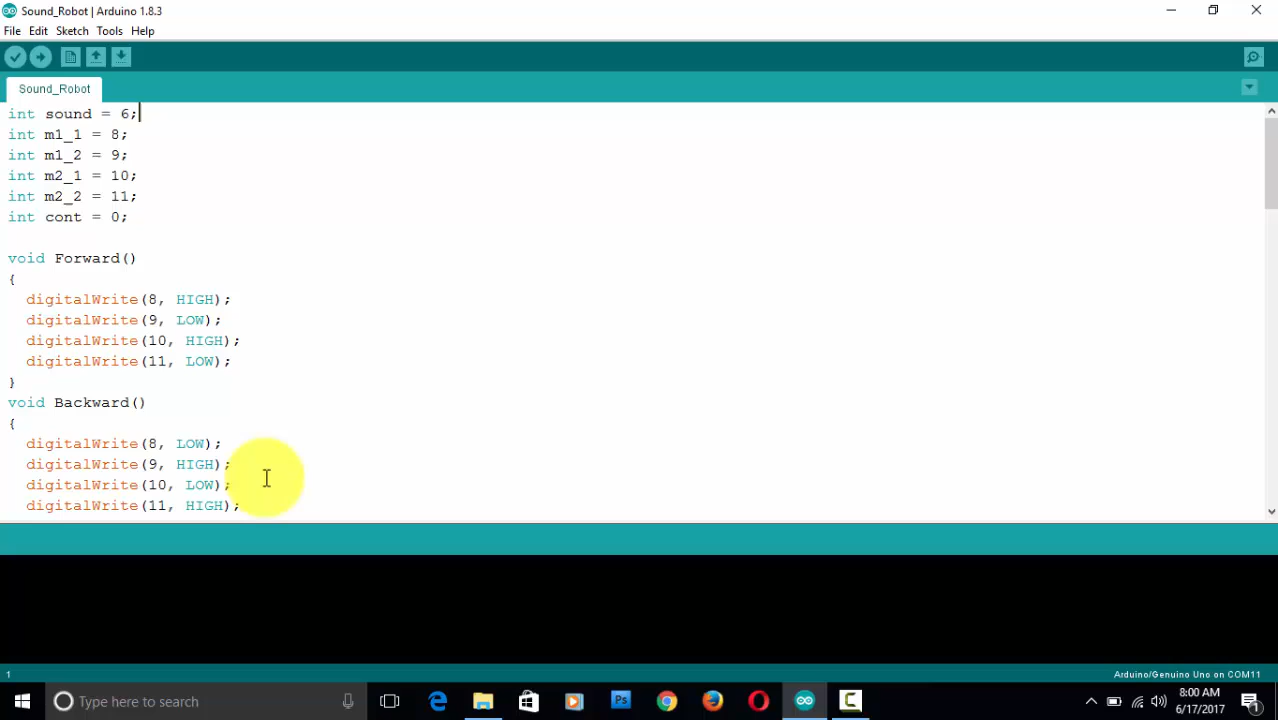 Sound_Robot | Arduino 1.8.3
File Edit Sketch Tools Help
Sound_Robot
int sound = 6;
int m1_1 = 8;
int m1_2 = 9;
int m2_1 = 10;
int m2_2 = 11;
int cont = 0;
void Forward()
{
digitalWrite(8, HIGH);
digitalWrite(9, LOW);
digitalWrite(10, HIGH);
digitalWrite(11, LOW);
}
void Backward()
{
digitalWrite(8, LOW);
digitalWrite(9, HIGH);
digitalWrite(10, LOW);
digitalWrite(11, HIGH);
1
Arduino/Genuino Uno on COM11
Type here to search
Ps
8:00 AM
6/17/2017
1